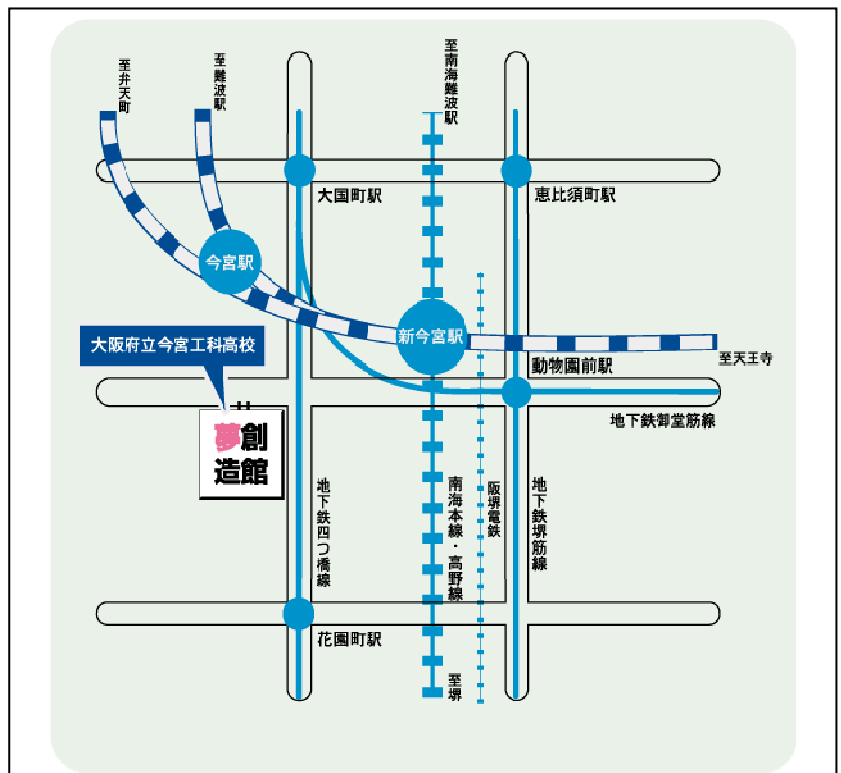 至井天町
至難波駅
至南海難波駅
大国町駅
恵比須町駅
今宮駅
新今宮駅
大阪府立今宮工科高校
動物園前駅
至天王寺
地下鉄御堂筋線
夢創
造館
地下鉄四つ橋線
南海本線・高野線
阪堺電鉄
地下鉄堺筋線
花園町駅
至堺